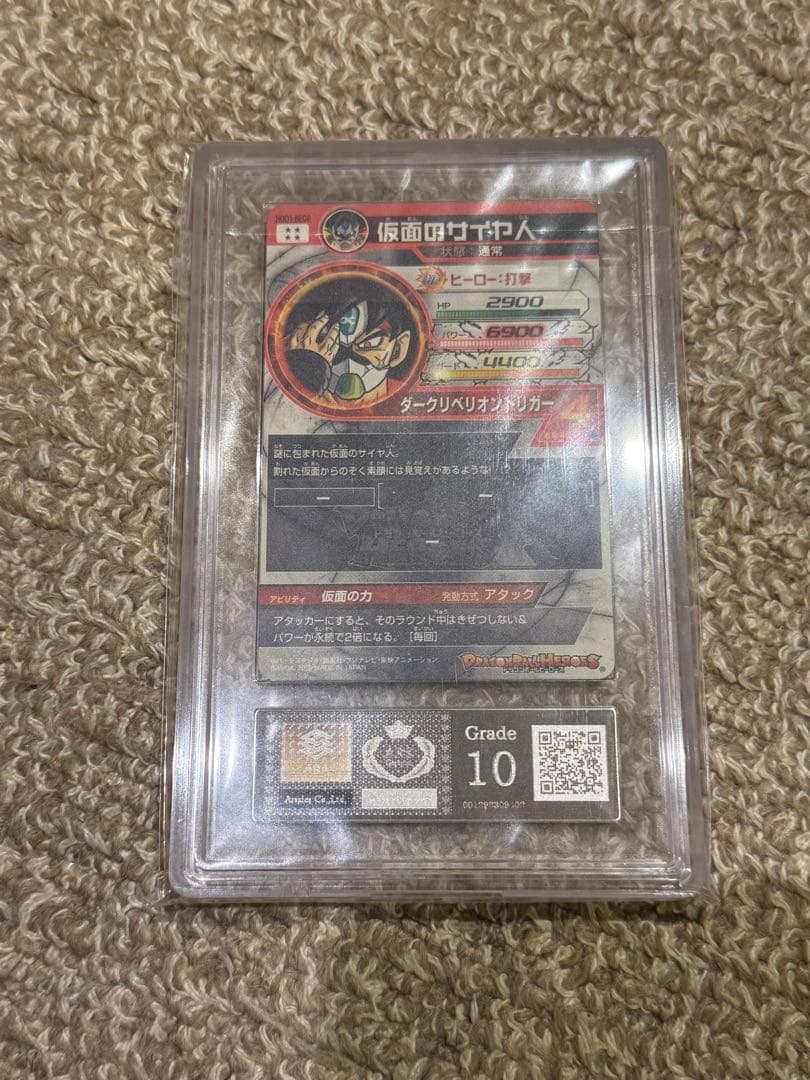 HGD1-SEC2
仮面のサイヤ人
状態:通常
ヒーロー:打撃
HP 2900
パワー 6900
4400
ダークリベリオントリガー 4
謎に包まれた仮面のサイヤ人。
割れた仮面からのぞく素顔には見覚えがあるような
ー ー
ー
アビリティ 仮面の力 発動方式 アタック
アタッカーにすると、そのラウンド中はきぜつしない&
パワーが永続で2倍になる。[毎回]
DRAGONBALL HEROES
Grade
10
Co.,Ltd.